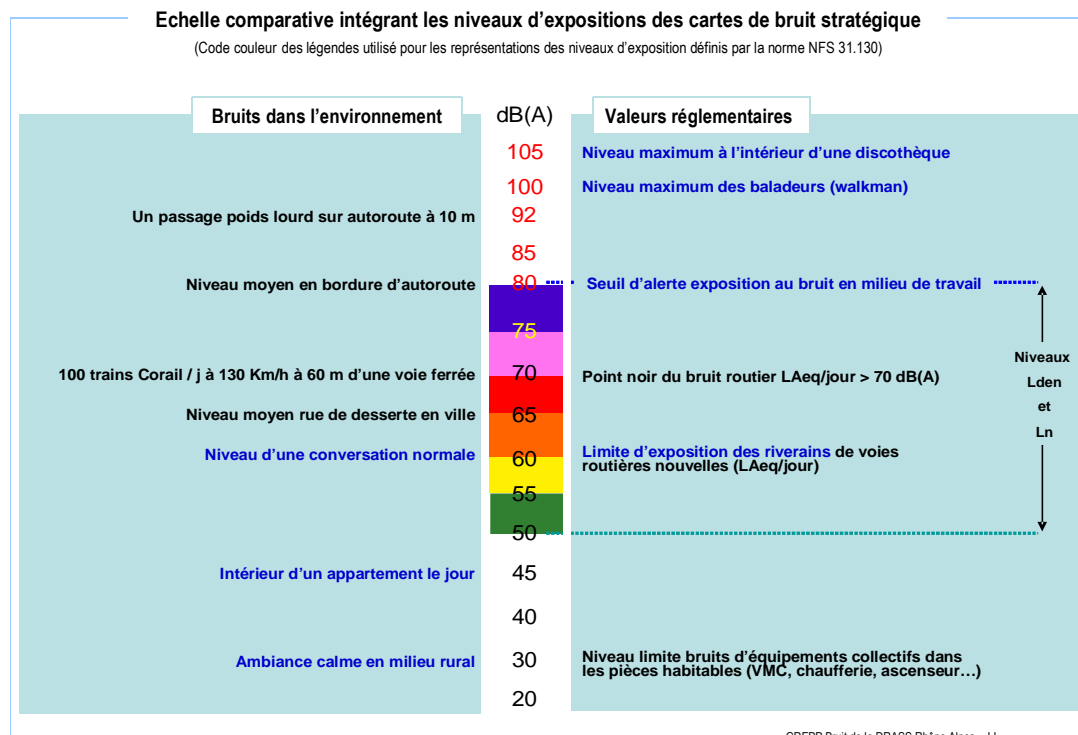 Echelle comparative intégrant les niveaux d'expositions des cartes de bruit stratégique
(Code couleur des légendes utilisé pour les représentations des niveaux d'exposition définis par la norme NFS 31.130)
Bruits dans l'environnement
dB(A)
Valeurs réglementaires
105
Niveau maximum à l'intérieur d'une discothèque
100
Niveau maximum des baladeurs (walkman)
Un passage poids lourd sur autoroute à 10 m
92
85
Niveau moyen en bordure d'autoroute
80
Seuil d'alerte exposition au bruit en milieu de travail
75
100 trains Corail / j à 130 Km/h à 60 m d'une voie ferrée
70
Point noir du bruit routier LAeq/jour > 70 dB(A)
Niveaux
Lden
et
Ln
Niveau moyen rue de desserte en ville
65
Niveau d'une conversation normale
60
Limite d'exposition des riverains de voies
routières nouvelles (LAeq/jour)
55
50
Intérieur d'un appartement le jour
45
40
Ambiance calme en milieu rural
30
Niveau limite bruits d'équipements collectifs dans
les pièces habitables (VMC, chaufferie, ascenseur…)
20